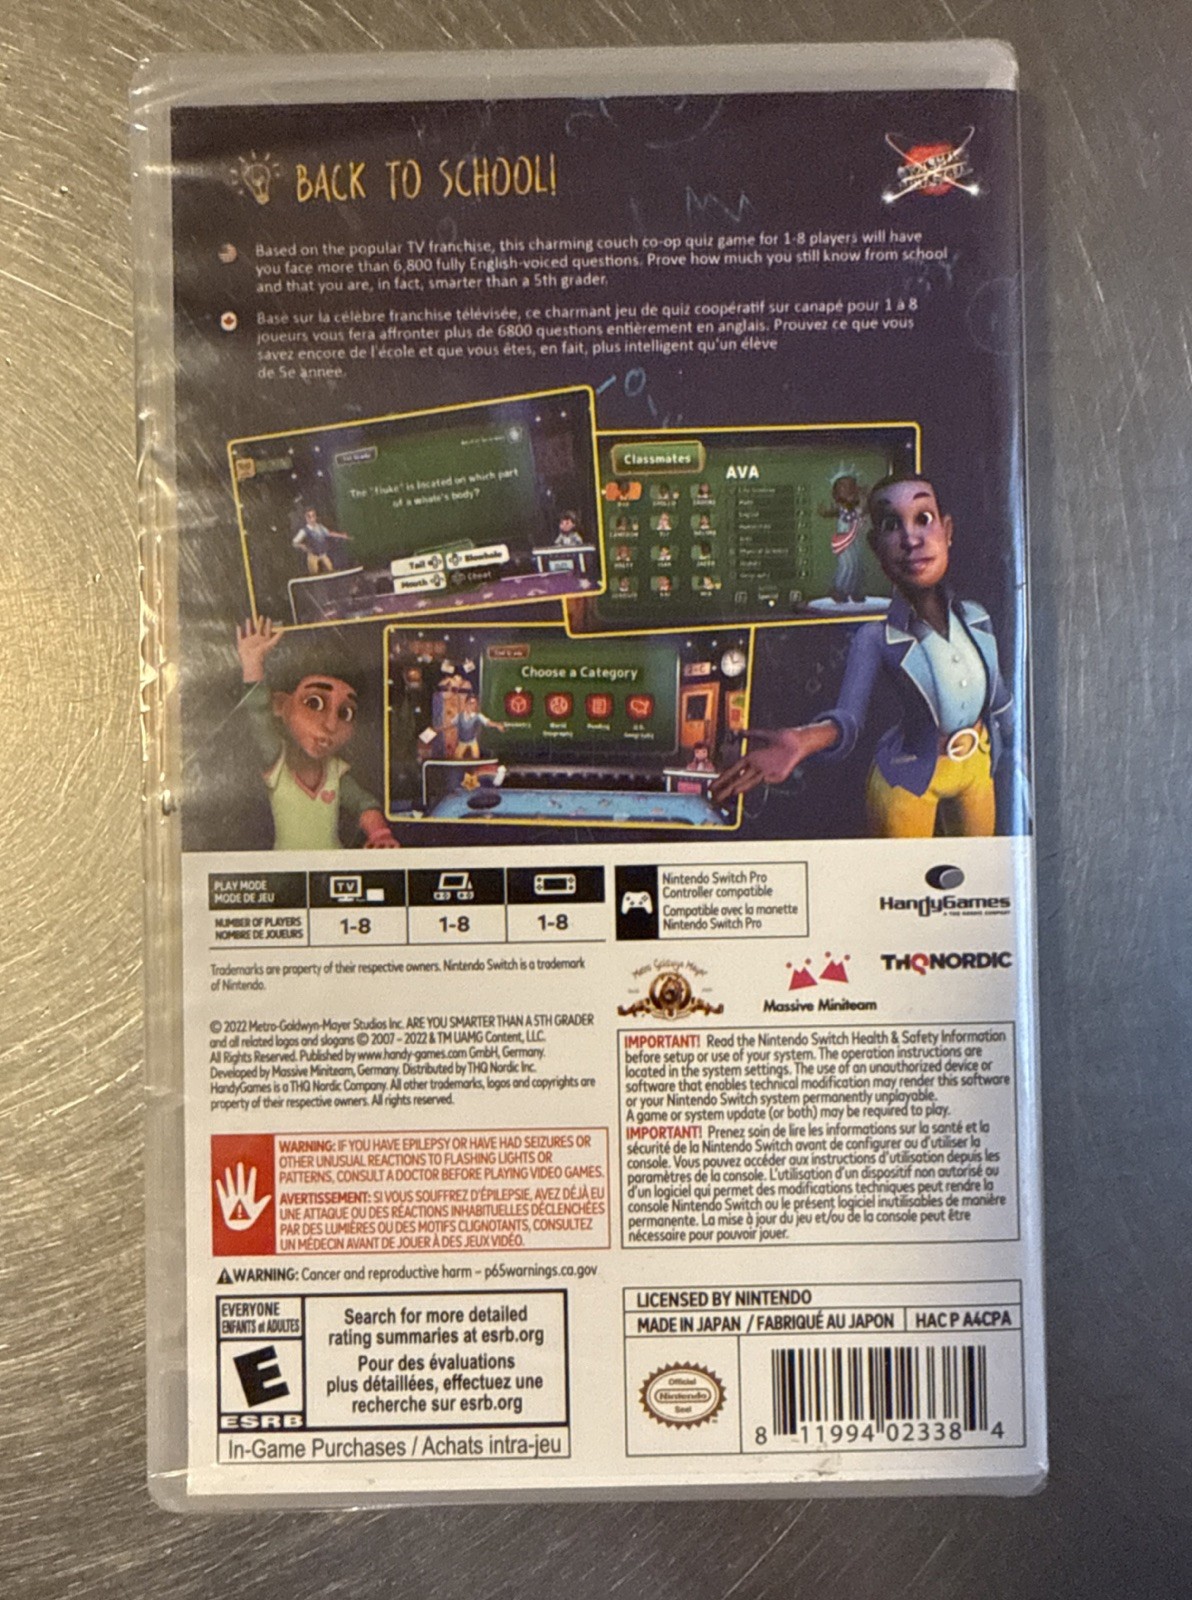 BACK TO SCHOOL!
Based on the popular TV franchise, this charming couch co-op quiz game for 1-8 players will have
you face more than 6,800 fully English-voiced questions. Prove how much you still know from school
and that you are, in fact, smarter than a 5th grader.
Basé sur la célèbre franchise télévisée, ce charmant jeu de quiz coopératif sur canapé pour 1 à 8
joueurs vous fera affronter plus de 6800 questions entièrement en anglais. Prouvez ce que vous
savez encore de l'école et que vous êtes, en fait, plus intelligent qu'un élève
de 5e année.
The "fluke" is located on which part
of a whale's body?
Tail
Blowhole
Mouth
Cheat
Classmates
AVA
Choose a Category
Geometry
World
Geography
Reading
U.S.
Geography
PLAY MODE
MODE DE JEU
TV
NUMBER OF PLAYERS
NOMBRE DE JOUEURS
1-8
1-8
1-8
Nintendo Switch Pro
Controller compatible
Compatible avec la manette
Nintendo Switch Pro
HandyGames
Trademarks are property of their respective owners. Nintendo Switch is a trademark
of Nintendo.
Metro Goldwyn Mayer
Massive Miniteam
THQNORDIC
© 2022 Metro-Goldwyn-Mayer Studios Inc. ARE YOU SMARTER THAN A 5TH GRADER
and all related logos and slogans © 2007 – 2022 & TM UAMG Content, LLC.
All Rights Reserved. Published by www.handy-games.com GmbH, Germany.
Developed by Massive Miniteam, Germany. Distributed by THQ Nordic Inc.
HandyGames is a THQ Nordic Company. All other trademarks, logos and copyrights are
property of their respective owners. All rights reserved.
IMPORTANT! Read the Nintendo Switch Health & Safety Information
before setup or use of your system. The operation instructions are
located in the system settings. The use of an unauthorized device or
software that enables technical modification may render this software
or your Nintendo Switch system permanently unplayable.
A game or system update (or both) may be required to play.
IMPORTANT! Prenez soin de lire les informations sur la santé et la
sécurité de la Nintendo Switch avant de configurer ou d'utiliser la
console. Vous pouvez accéder aux instructions d'utilisation depuis les
paramètres de la console. L'utilisation d'un dispositif non autorisé ou
d'un logiciel qui permet des modifications techniques peut rendre la
console Nintendo Switch ou le présent logiciel inutilisables de manière
permanente. La mise à jour du jeu et/ou de la console peut être
nécessaire pour pouvoir jouer.
WARNING: IF YOU HAVE EPILEPSY OR HAVE HAD SEIZURES OR
OTHER UNUSUAL REACTIONS TO FLASHING LIGHTS OR
PATTERNS, CONSULT A DOCTOR BEFORE PLAYING VIDEO GAMES.
AVERTISSEMENT: SI VOUS SOUFFREZ D'ÉPILEPSIE, AVEZ DÉJÀ EU
UNE ATTAQUE OU DES RÉACTIONS INHABITUELLES DÉCLENCHÉES
PAR DES LUMIÈRES OU DES MOTIFS CLIGNOTANTS, CONSULTEZ
UN MÉDECIN AVANT DE JOUER À DES JEUX VIDÉO.
⚠WARNING: Cancer and reproductive harm – p65warnings.ca.gov
EVERYONE
ENFANTS et ADULTES
E
ESRB
Search for more detailed
rating summaries at esrb.org
Pour des évaluations
plus détaillées, effectuez une
recherche sur esrb.org
In-Game Purchases / Achats intra-jeu
LICENSED BY NINTENDO
MADE IN JAPAN / FABRIQUÉ AU JAPON HAC P A4CPA
Official
Nintendo
Seal
8 11994 02338 4